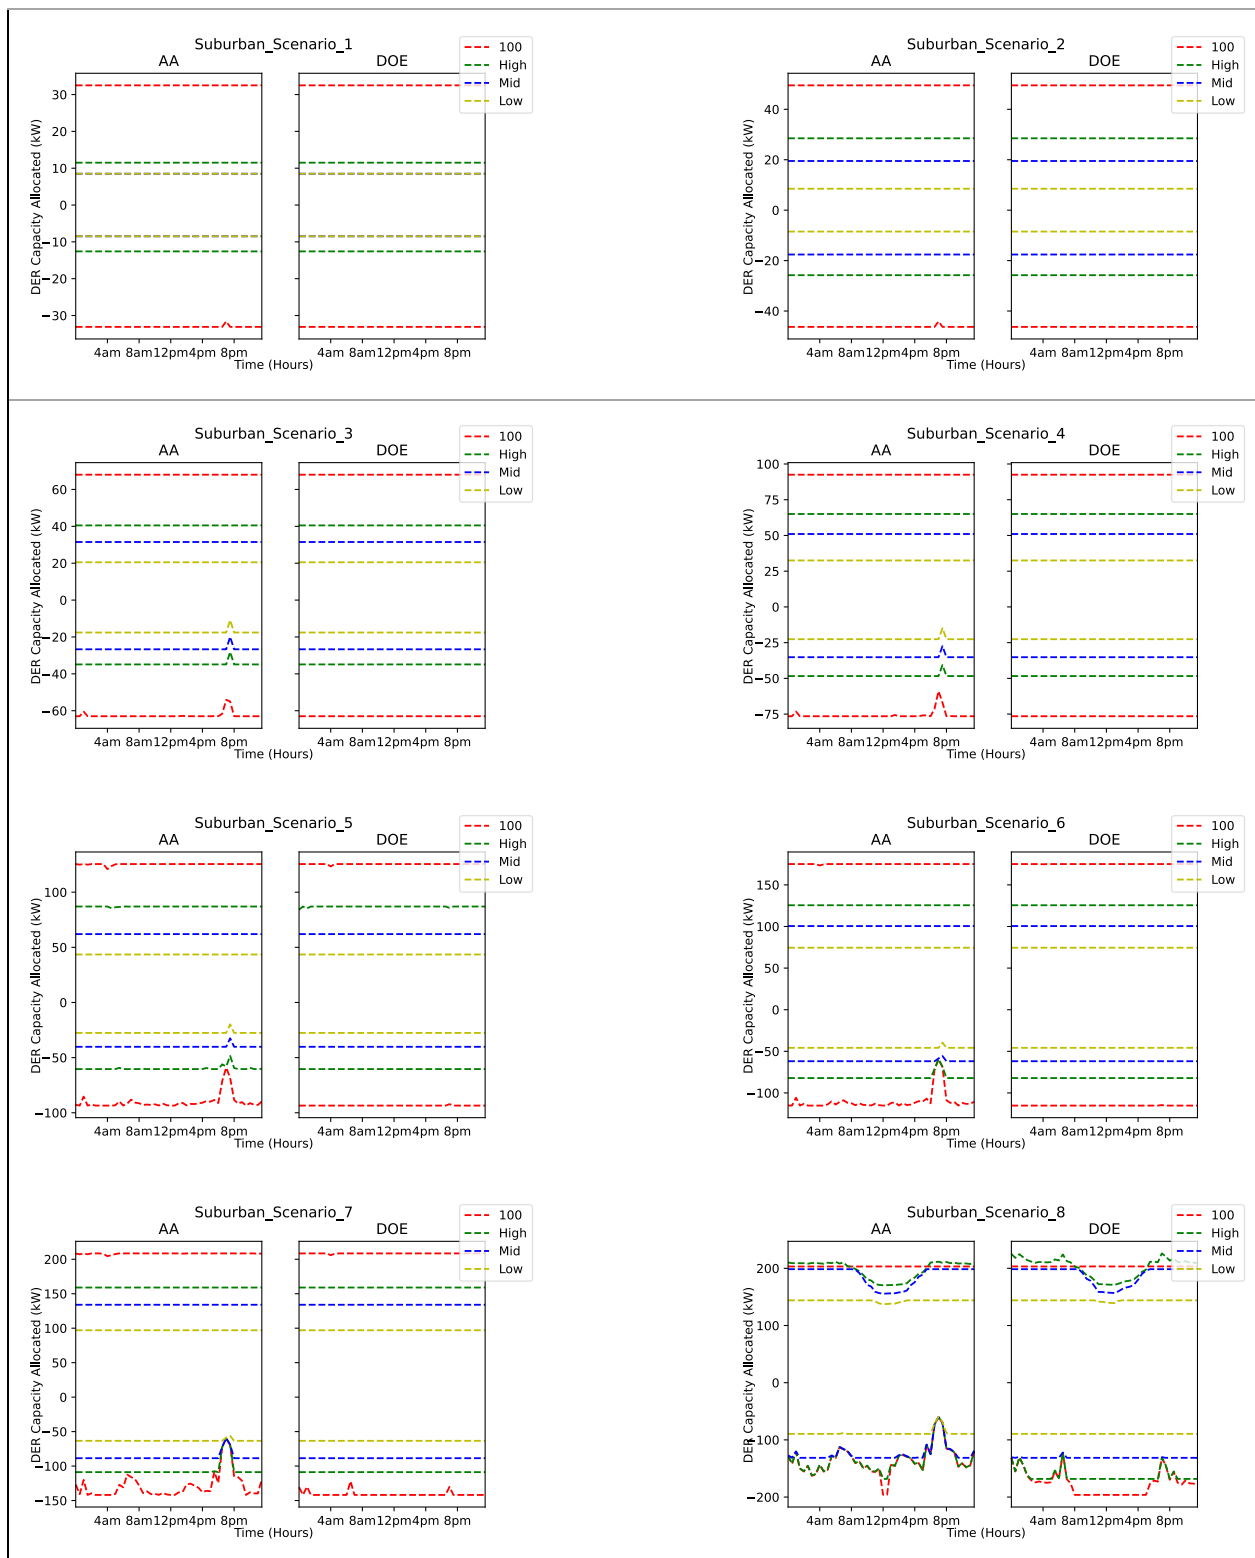 Suburban_Scenario_1
AA
DOE
100
High
Mid
Low
DER Capacity Allocated (kW)
30
20
10
0
−10
−20
−30
4am 8am12pm4pm 8pm
4am 8am12pm4pm 8pm
Time (Hours)
Suburban_Scenario_2
AA
DOE
100
High
Mid
Low
DER Capacity Allocated (kW)
40
20
0
−20
−40
4am 8am12pm4pm 8pm
4am 8am12pm4pm 8pm
Time (Hours)
Suburban_Scenario_3
AA
DOE
100
High
Mid
Low
DER Capacity Allocated (kW)
60
40
20
0
−20
−40
−60
4am 8am12pm4pm 8pm
4am 8am12pm4pm 8pm
Time (Hours)
Suburban_Scenario_4
AA
DOE
100
High
Mid
Low
DER Capacity Allocated (kW)
100
75
50
25
0
−25
−50
−75
4am 8am12pm4pm 8pm
4am 8am12pm4pm 8pm
Time (Hours)
Suburban_Scenario_5
AA
DOE
100
High
Mid
Low
DER Capacity Allocated (kW)
100
50
0
−50
−100
4am 8am12pm4pm 8pm
4am 8am12pm4pm 8pm
Time (Hours)
Suburban_Scenario_6
AA
DOE
100
High
Mid
Low
DER Capacity Allocated (kW)
150
100
50
0
−50
−100
4am 8am12pm4pm 8pm
4am 8am12pm4pm 8pm
Time (Hours)
Suburban_Scenario_7
AA
DOE
100
High
Mid
Low
DER Capacity Allocated (kW)
200
150
100
50
0
−50
−100
−150
4am 8am12pm4pm 8pm
4am 8am12pm4pm 8pm
Time (Hours)
Suburban_Scenario_8
AA
DOE
100
High
Mid
Low
DER Capacity Allocated (kW)
200
100
0
−100
−200
4am 8am12pm4pm 8pm
4am 8am12pm4pm 8pm
Time (Hours)